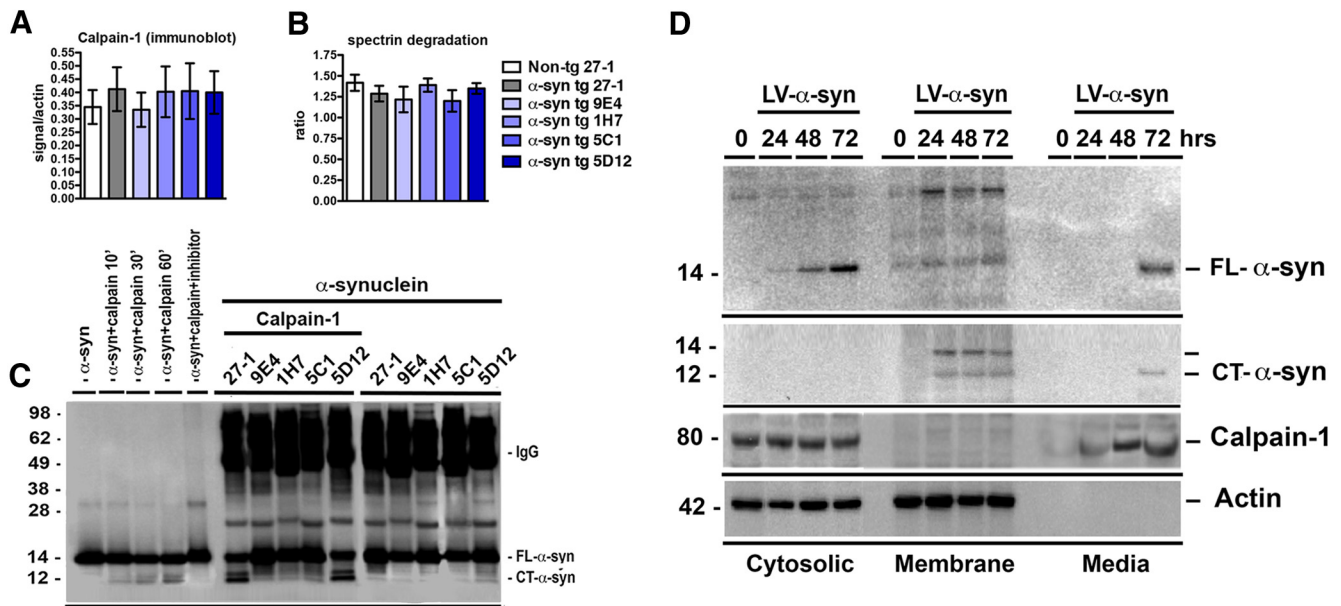 A
Calpain-1 (immunoblot)
signal/actin
0.55
0.50
0.45
0.40
0.35
0.30
0.25
0.20
0.15
0.10
0.05
0.00
B
spectrin degradation
ratio
1.75
1.50
1.25
1.00
0.75
0.50
0.25
0.00
Non-tg 27-1
α-syn tg 27-1
α-syn tg 9E4
α-syn tg 1H7
α-syn tg 5C1
α-syn tg 5D12
C
- α-syn
- α-syn+calpain 10'
- α-syn+calpain 30'
- α-syn+calpain 60'
- α-syn+calpain+inhibitor
α-synuclein
Calpain-1
27-1 9E4 1H7 5C1 5D12 27-1 9E4 1H7 5C1 5D12
98 -
62 -
49 -
38 -
28 -
14 -
12 -
- IgG
- FL-α-syn
- CT-α-syn
D
LV-α-syn LV-α-syn LV-α-syn
0 24 48 72 0 24 48 72 0 24 48 72 hrs
14 - – FL- α-syn
14 - –
12 - – CT- α-syn
80 - – Calpain-1
42 - – Actin
Cytosolic Membrane Media